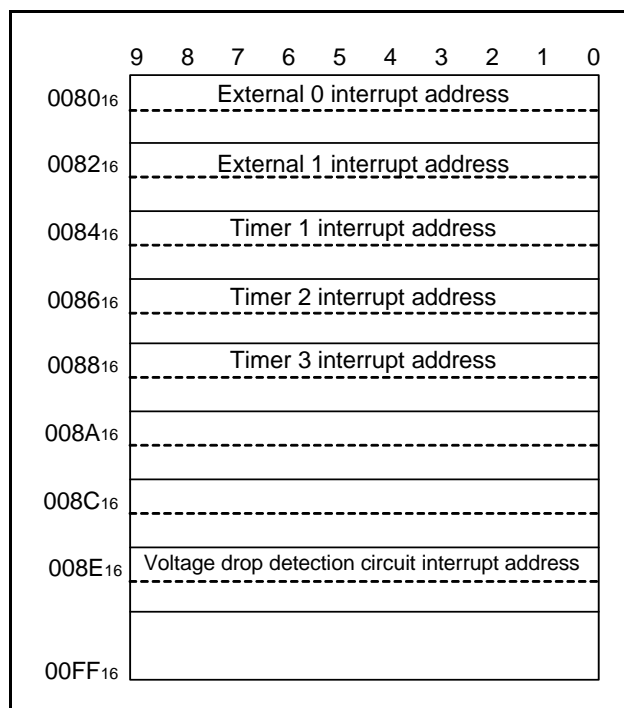 9 8 7 6 5 4 3 2 1 0
0080₁₆ External 0 interrupt address
0082₁₆ External 1 interrupt address
0084₁₆ Timer 1 interrupt address
0086₁₆ Timer 2 interrupt address
0088₁₆ Timer 3 interrupt address
008A₁₆
008C₁₆
008E₁₆ Voltage drop detection circuit interrupt address
00FF₁₆